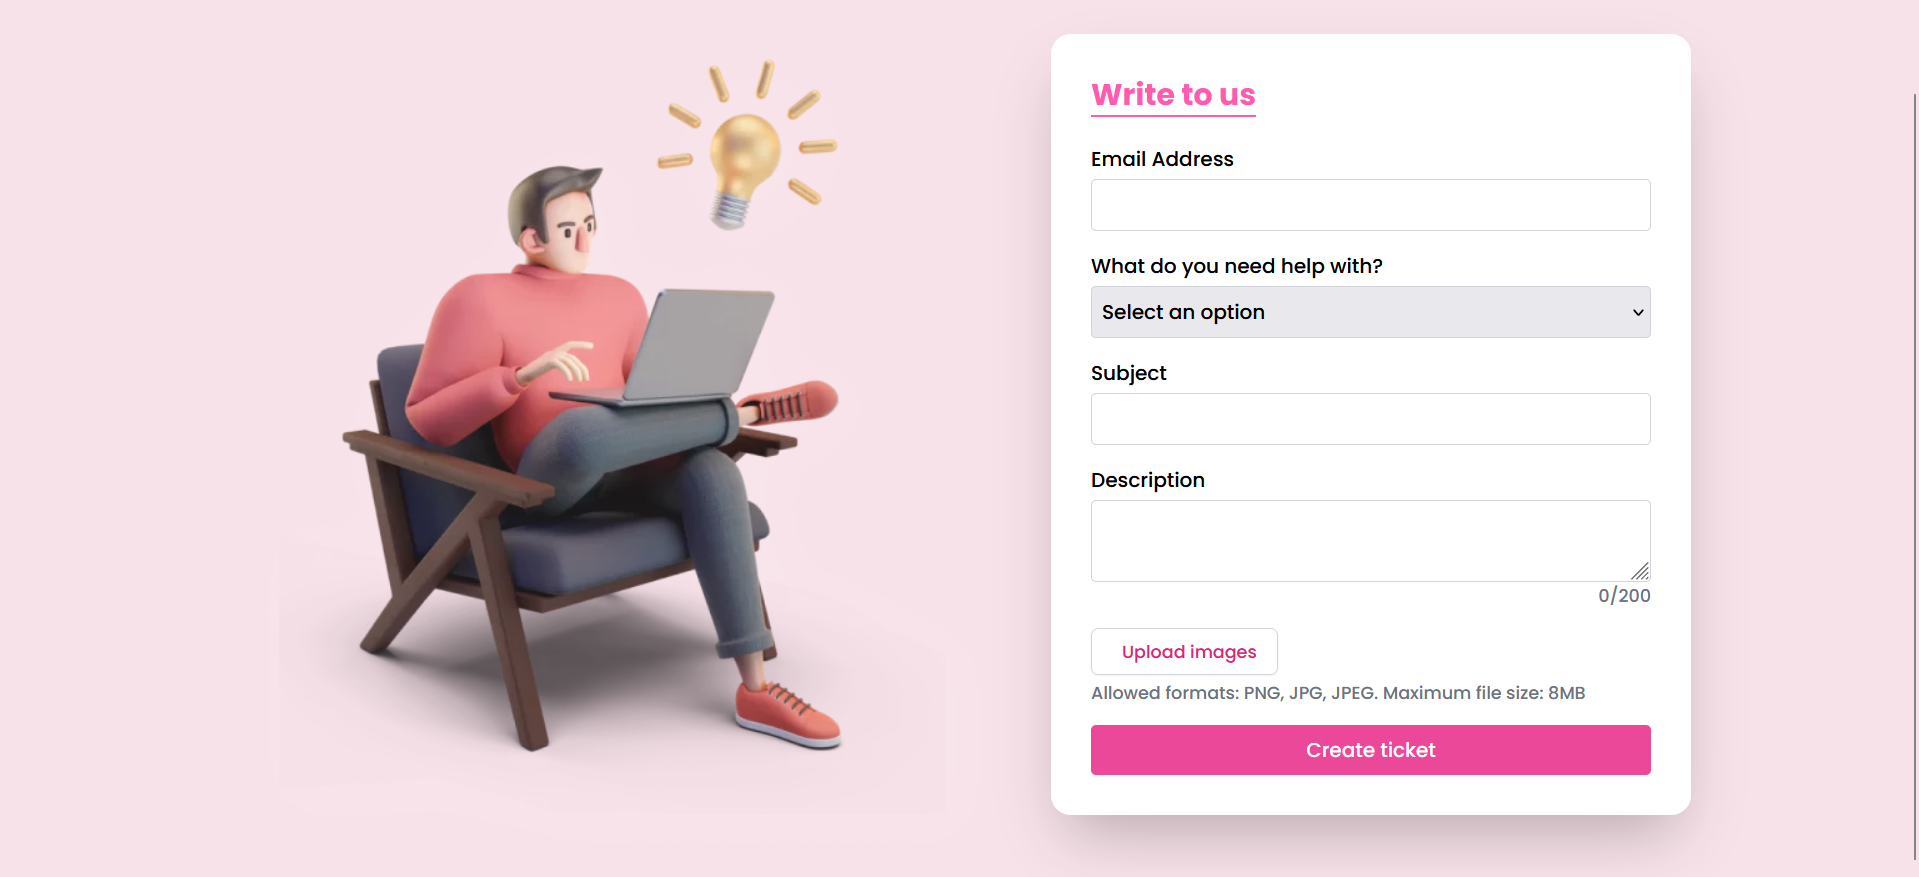 Write to us
Email Address
What do you need help with?
Select an option
Subject
Description
0/200
Upload images
Allowed formats: PNG, JPG, JPEG. Maximum file size: 8MB
Create ticket